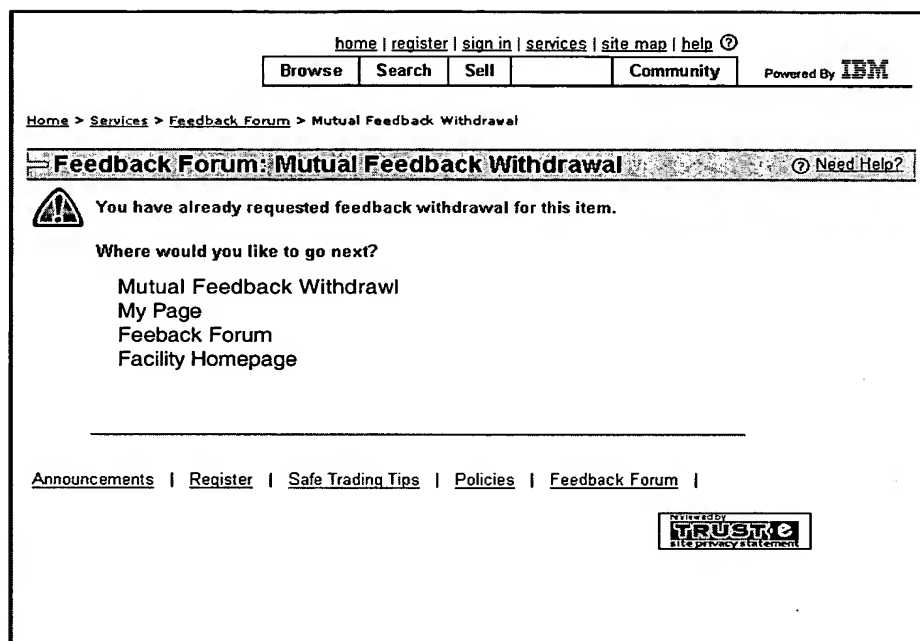 home | register | sign in | services | site map | help ?
Browse Search Sell Community Powered By IBM
Home > Services > Feedback Forum > Mutual Feedback Withdrawal
Feedback Forum: Mutual Feedback Withdrawal ? Need Help?
You have already requested feedback withdrawal for this item.
Where would you like to go next?
Mutual Feedback Withdrawl
My Page
Feeback Forum
Facility Homepage
Announcements | Register | Safe Trading Tips | Policies | Feedback Forum |
reviewed by
TRUST-e
site privacy statement